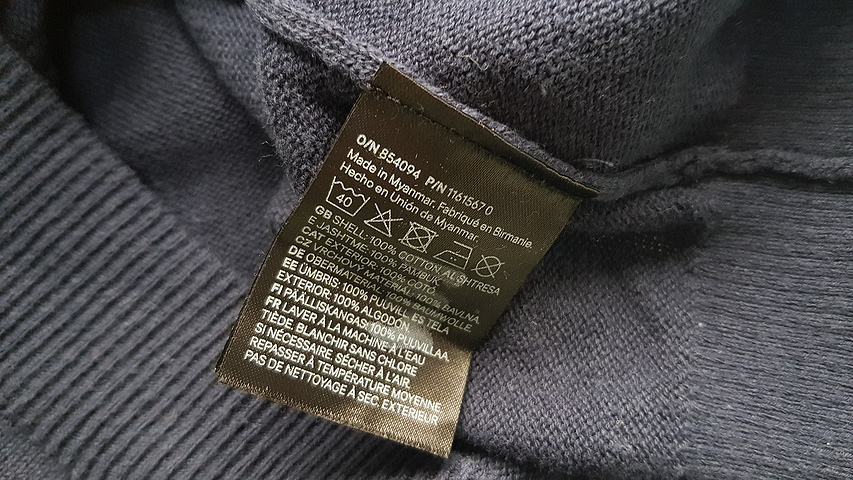 O/N 854094 P/N 1161567 0
Made in Myanmar. Fabriqué en Birmanie.
Hecho en Unión de Myanmar.
40
GB SHELL: 100% COTTON AL SHTRESA
E JASHTME: 100% PAMBUK
CAT EXTERIOR: 100% COTÓ
CZ VRCHOVÝ MATERIÁL: 100% BAVLNA
DE OBERMATERIAL: 100% BAUMWOLLE
EE ÜMBRIS: 100% PUUVILL ES TELA
EXTERIOR: 100% ALGODÓN
FI PÄÄLLISKANGAS: 100% PUUVILLAA
FR LAVER À LA MACHINE À L'EAU
TIÈDE. BLANCHIR SANS CHLORE
SI NÉCESSAIRE. SÉCHER À L'AIR.
REPASSER À TEMPÉRATURE MOYENNE.
PAS DE NETTOYAGE À SEC. EXTÉRIEUR